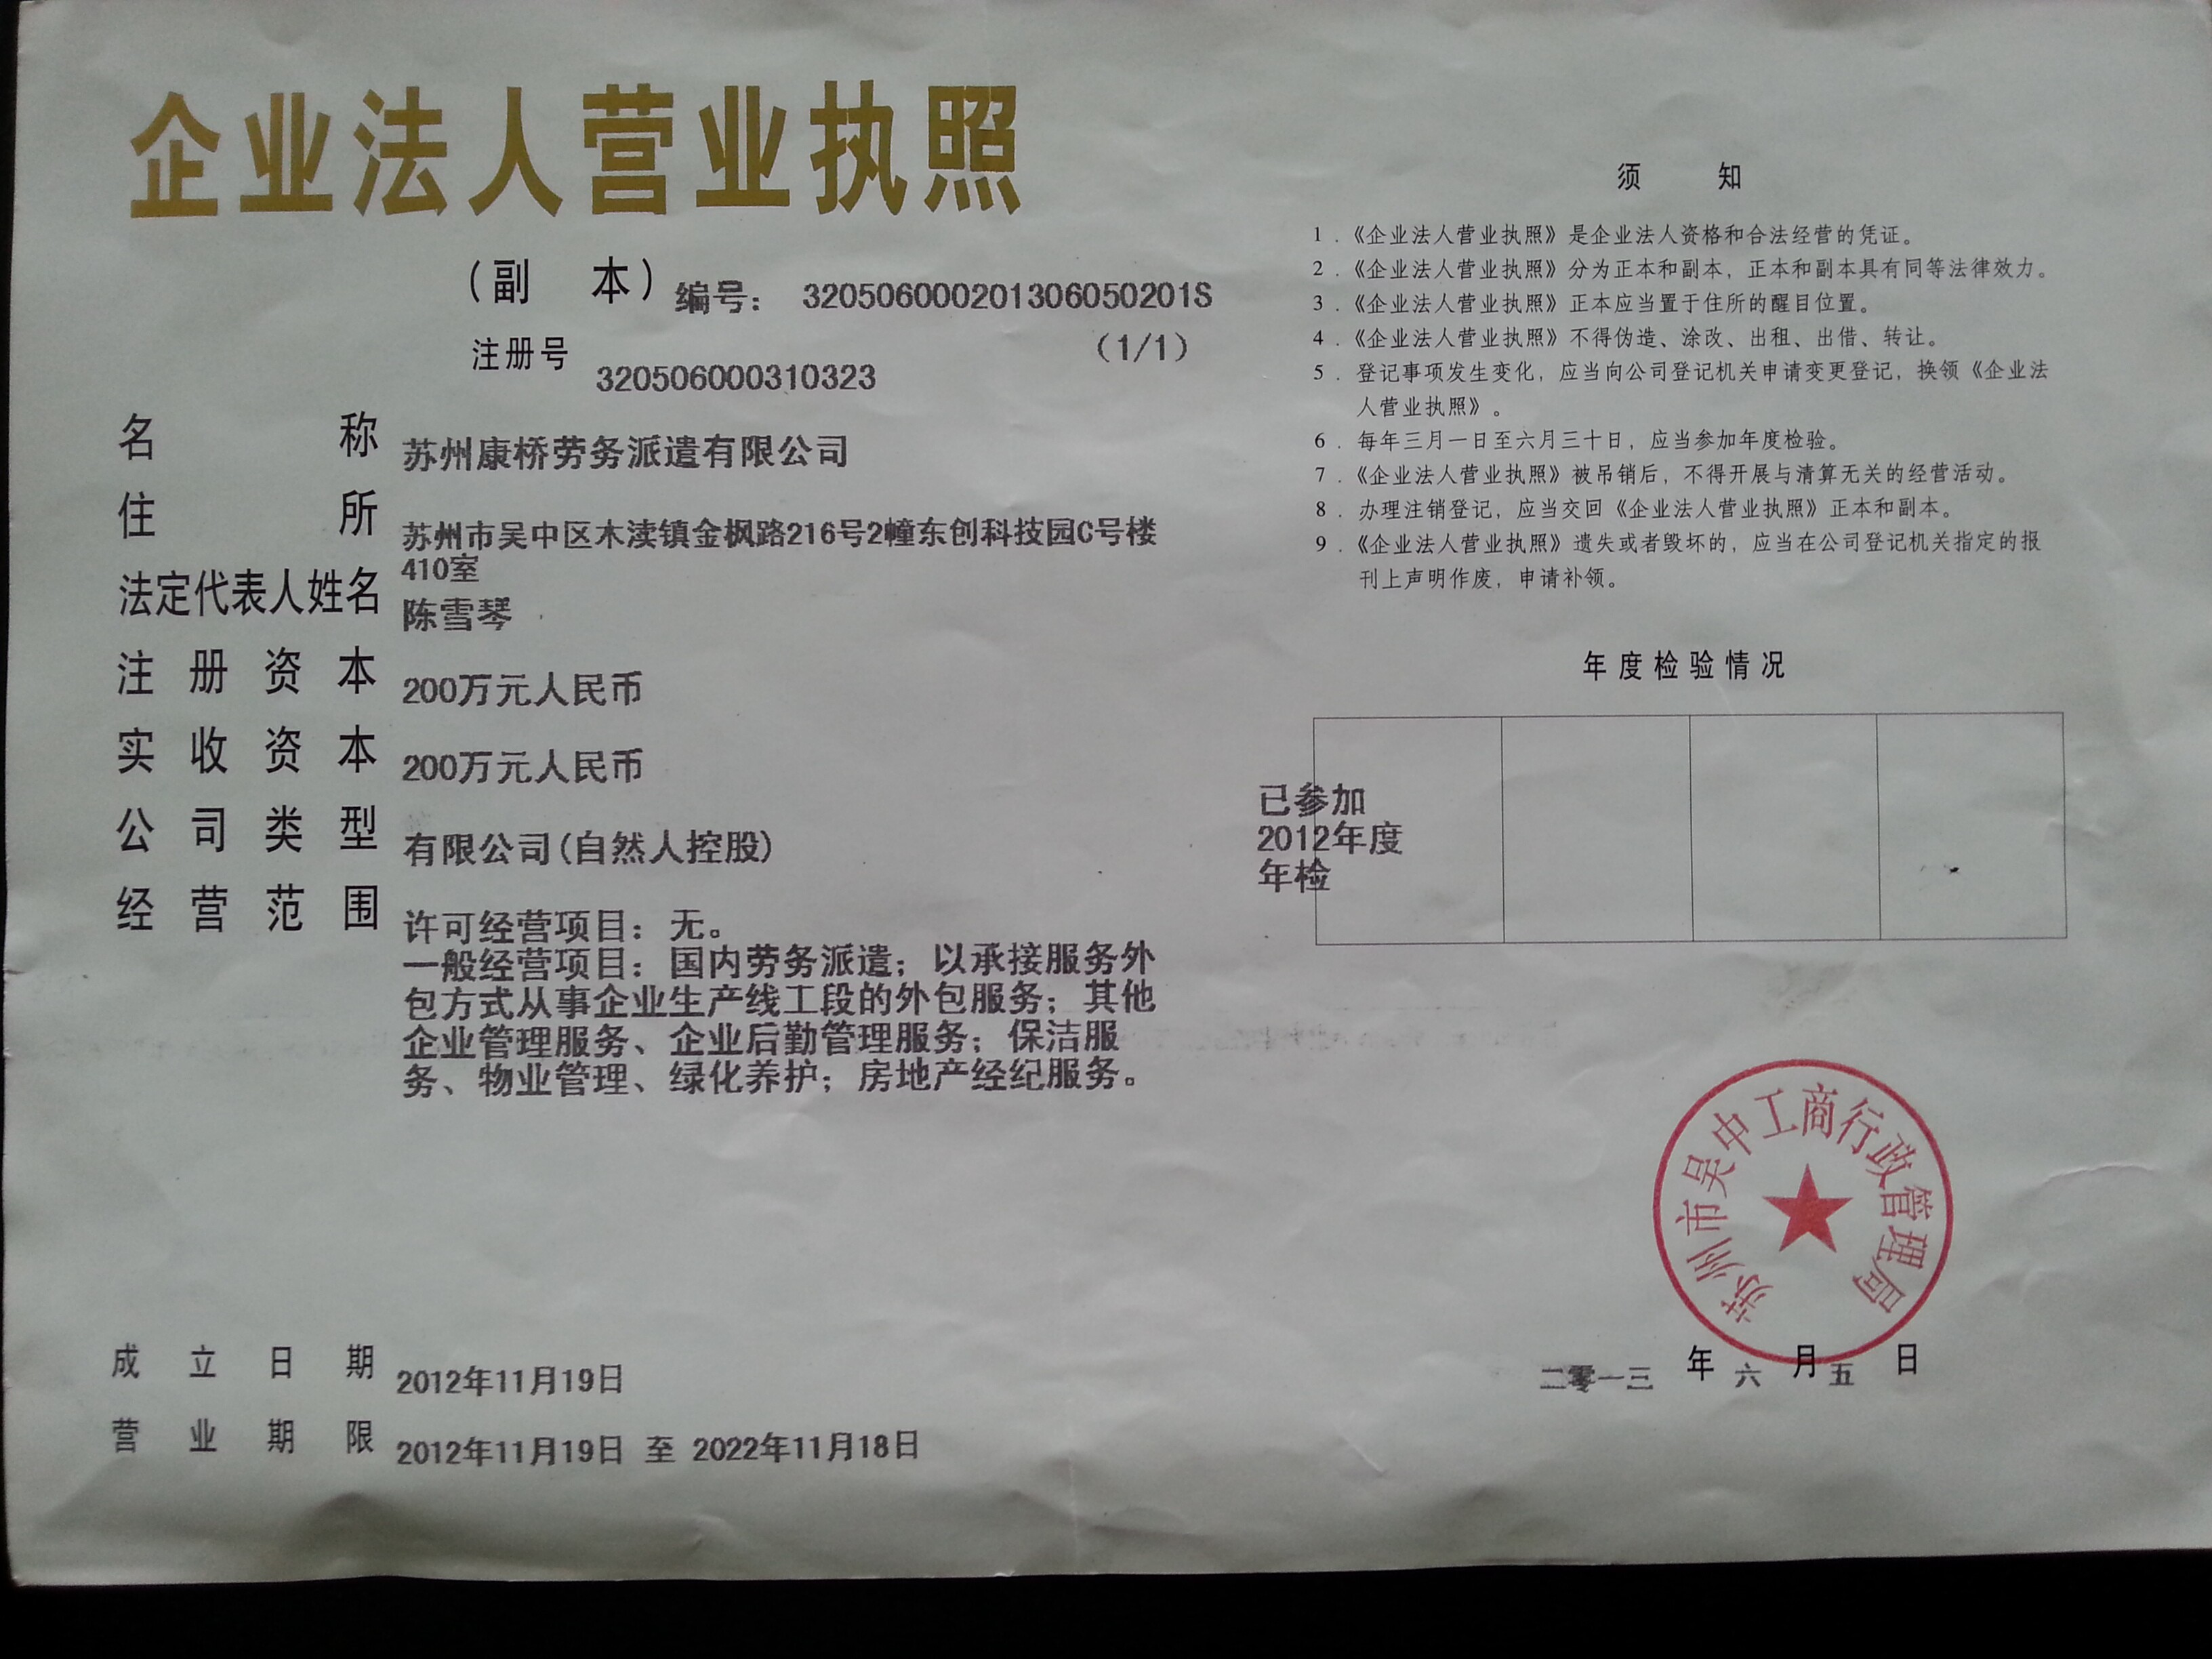 企业法人营业执照
（副 本）编号： 320506000201306050201S
注册号 320506000310323 （1/1）
名 称 苏州康桥劳务派遣有限公司
住 所 苏州市吴中区木渎镇金枫路216号2幢东创科技园C号楼
410室
法定代表人姓名 陈雪琴
注册资本 200万元人民币
实收资本 200万元人民币
公司类型 有限公司(自然人控股)
经营范围 许可经营项目：无。
一般经营项目：国内劳务派遣；以承接服务外
包方式从事企业生产线工段的外包服务；其他
企业管理服务、企业后勤管理服务；保洁服
务、物业管理、绿化养护；房地产经纪服务。
成立日期 2012年11月19日
营业期限 2012年11月19日 至 2022年11月18日
须 知
1．《企业法人营业执照》是企业法人资格和合法经营的凭证。
2．《企业法人营业执照》分为正本和副本，正本和副本具有同等法律效力。
3．《企业法人营业执照》正本应当置于住所的醒目位置。
4．《企业法人营业执照》不得伪造、涂改、出租、出借、转让。
5．登记事项发生变化，应当向公司登记机关申请变更登记，换领《企业法
人营业执照》。
6．每年三月一日至六月三十日，应当参加年度检验。
7．《企业法人营业执照》被吊销后，不得开展与清算无关的经营活动。
8．办理注销登记，应当交回《企业法人营业执照》正本和副本。
9．《企业法人营业执照》遗失或者毁坏的，应当在公司登记机关指定的报
刊上声明作废，申请补领。
年度检验情况
已参加
2012年度
年检
苏州市吴中工商行政管理局
二零一三 年 六 月 五 日